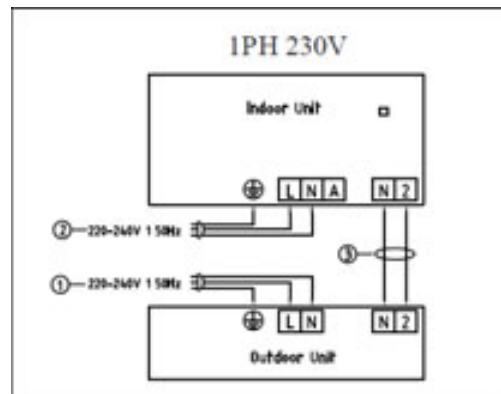 1PH 230V
Indoor Unit
L N A N 2
② 220-240V 1 50Hz
③
① 220-240V 1 50Hz
L N N 2
Outdoor Unit